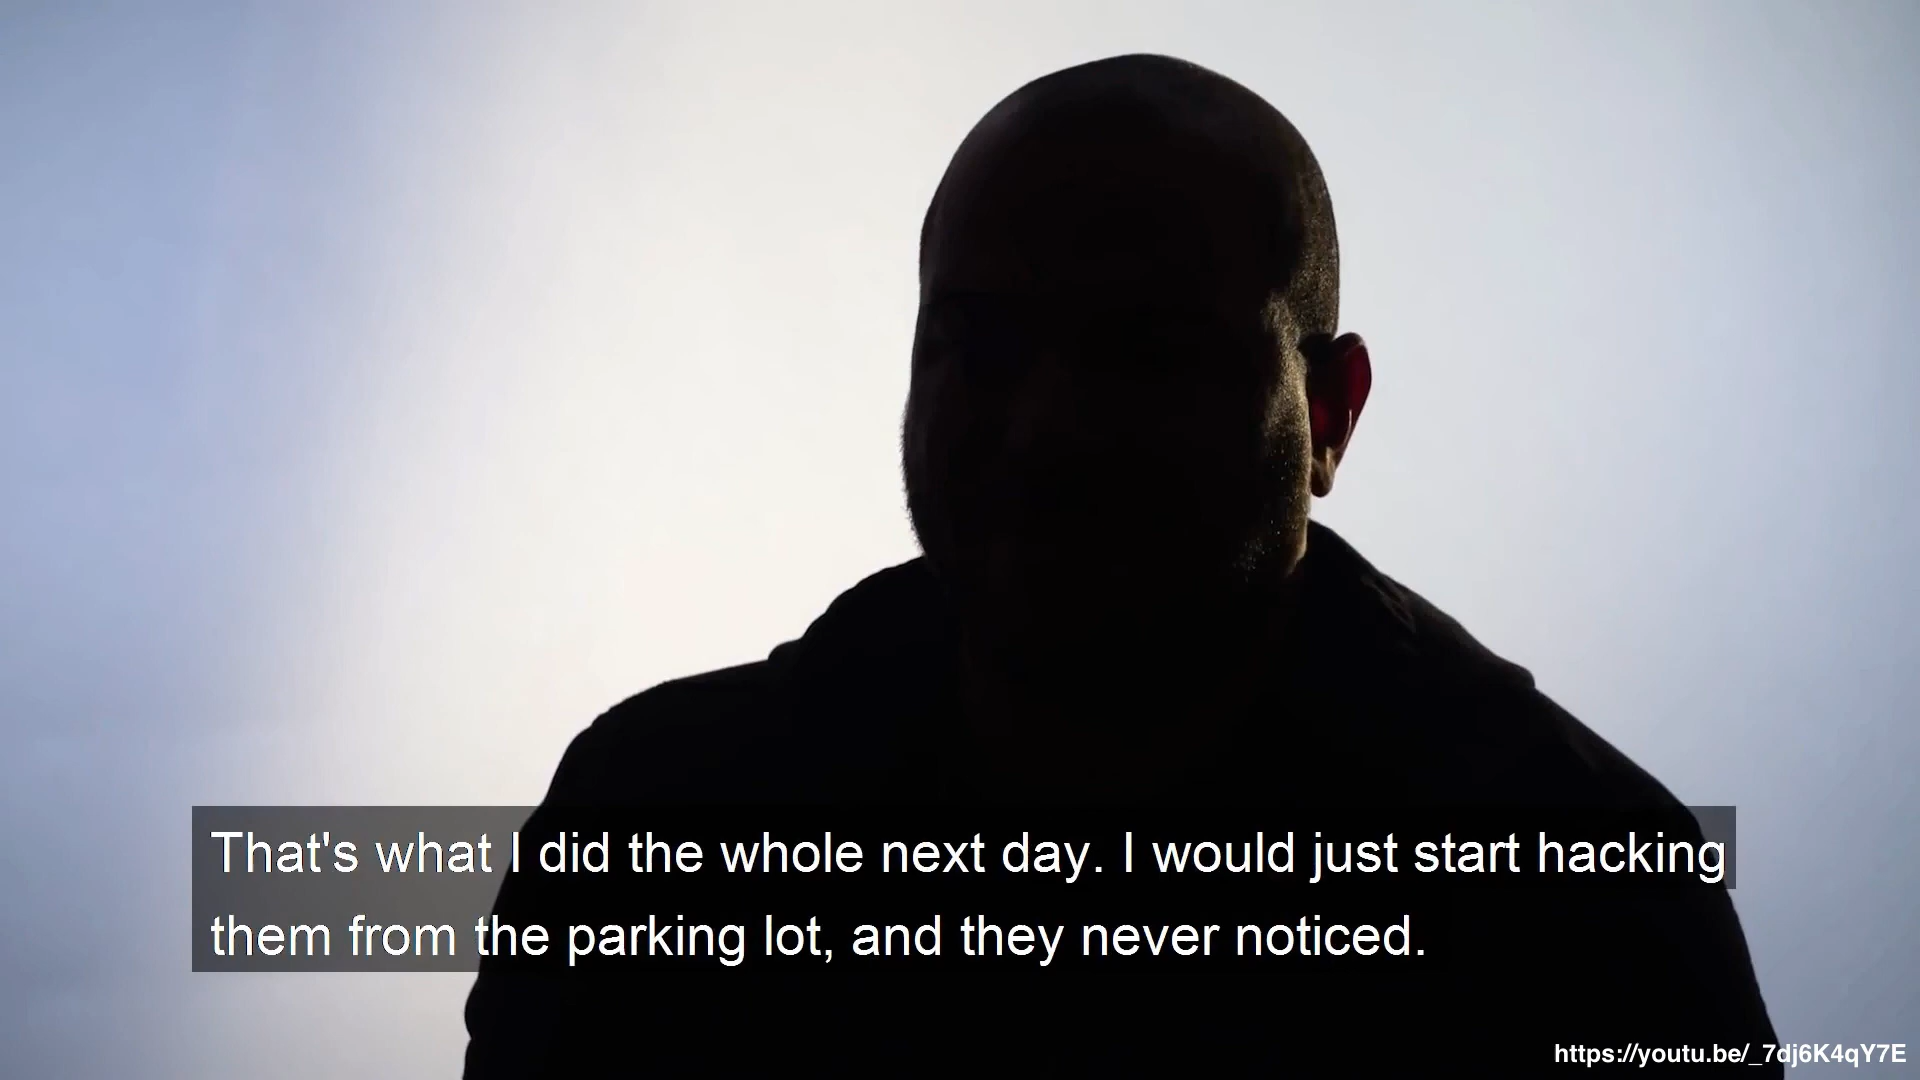 That's what I did the whole next day. I would just start hacking
them from the parking lot, and they never noticed.
https://youtu.be/_7dj6K4qY7E